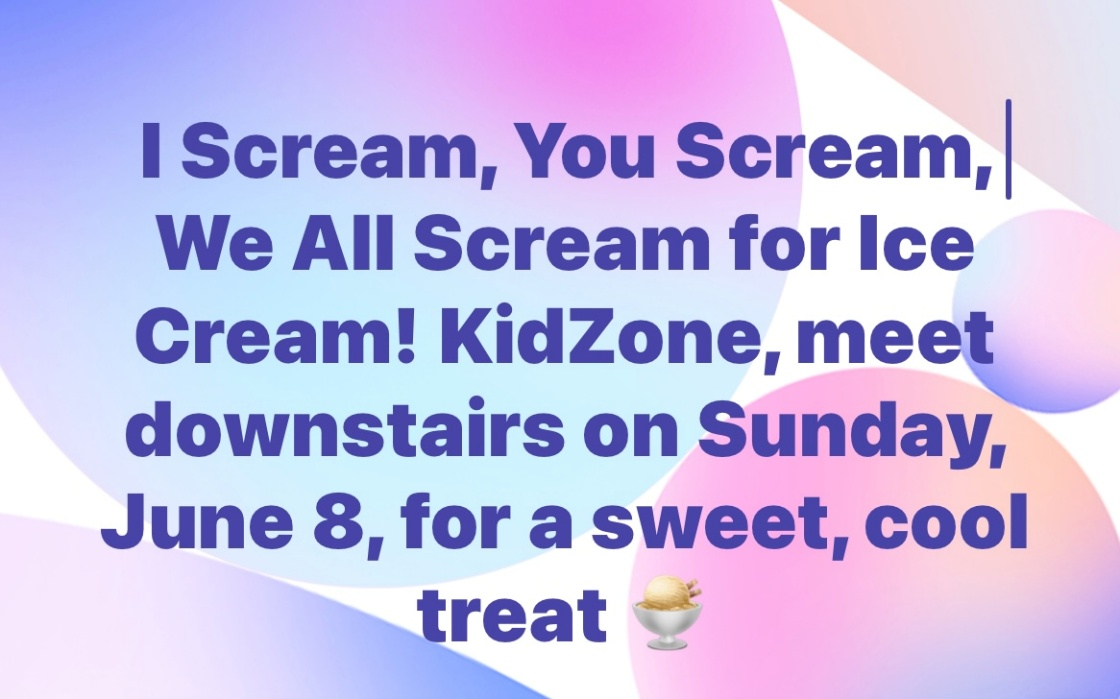 I Scream, You Scream,
We All Scream for Ice
Cream! KidZone, meet
downstairs on Sunday,
June 8, for a sweet, cool
treat 🍨